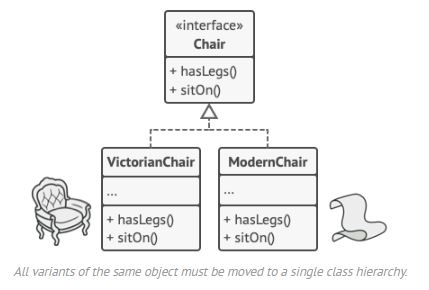 «interface»
Chair
+ hasLegs()
+ sitOn()
VictorianChair
...
+ hasLegs()
+ sitOn()
ModernChair
...
+ hasLegs()
+ sitOn()
All variants of the same object must be moved to a single class hierarchy.